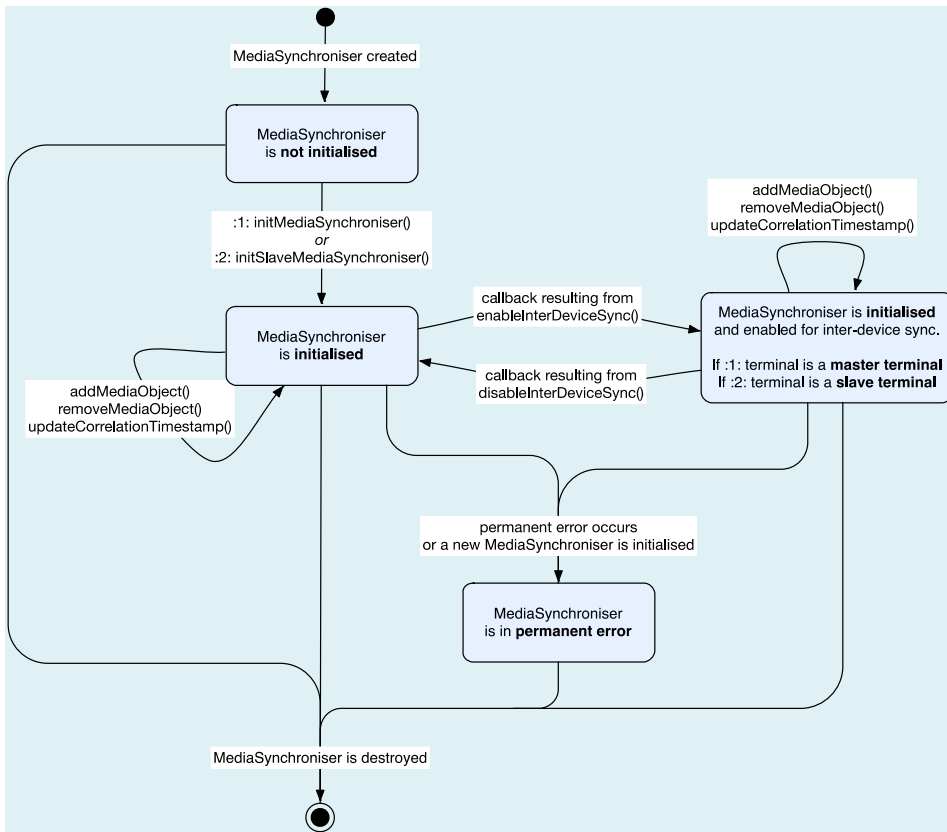 MediaSynchroniser created
MediaSynchroniser
is not initialised
:1: initMediaSynchroniser()
or
:2: initSlaveMediaSynchroniser()
addMediaObject()
removeMediaObject()
updateCorrelationTimestamp()
callback resulting from
enableInterDeviceSync()
MediaSynchroniser
is initialised
MediaSynchroniser is initialised
and enabled for inter-device sync.
If :1: terminal is a master terminal
If :2: terminal is a slave terminal
callback resulting from
disableInterDeviceSync()
addMediaObject()
removeMediaObject()
updateCorrelationTimestamp()
permanent error occurs
or a new MediaSynchroniser is initialised
MediaSynchroniser
is in permanent error
MediaSynchroniser is destroyed